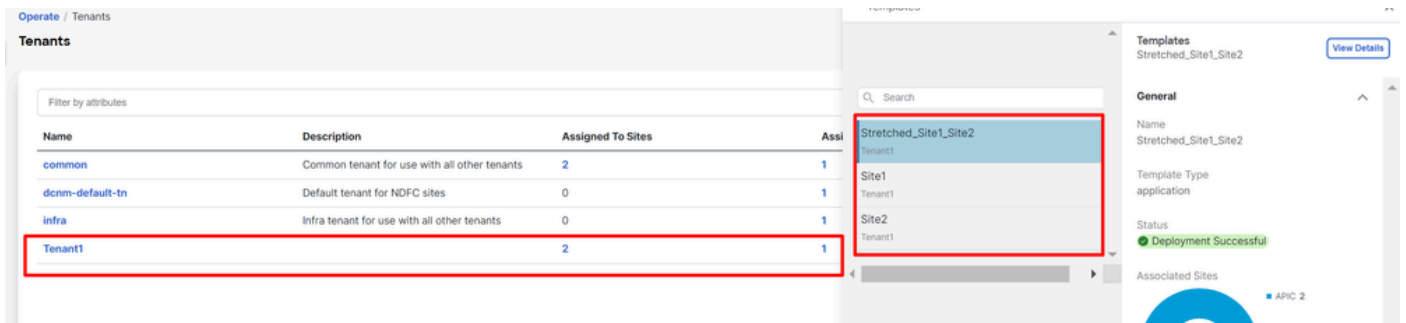 Operate / Tenants
Tenants
Filter by attributes
Name Description Assigned To Sites Assi
common Common tenant for use with all other tenants 2 1
dcnm-default-tn Default tenant for NDFC sites 0 1
infra Infra tenant for use with all other tenants 0 1
Tenant1 2 1
Templates
Search
Stretched_Site1_Site2
Tenant1
Site1
Tenant1
Site2
Tenant1
Templates
Stretched_Site1_Site2
View Details
General
Name
Stretched_Site1_Site2
Template Type
application
Status
Deployment Successful
Associated Sites
APIC 2